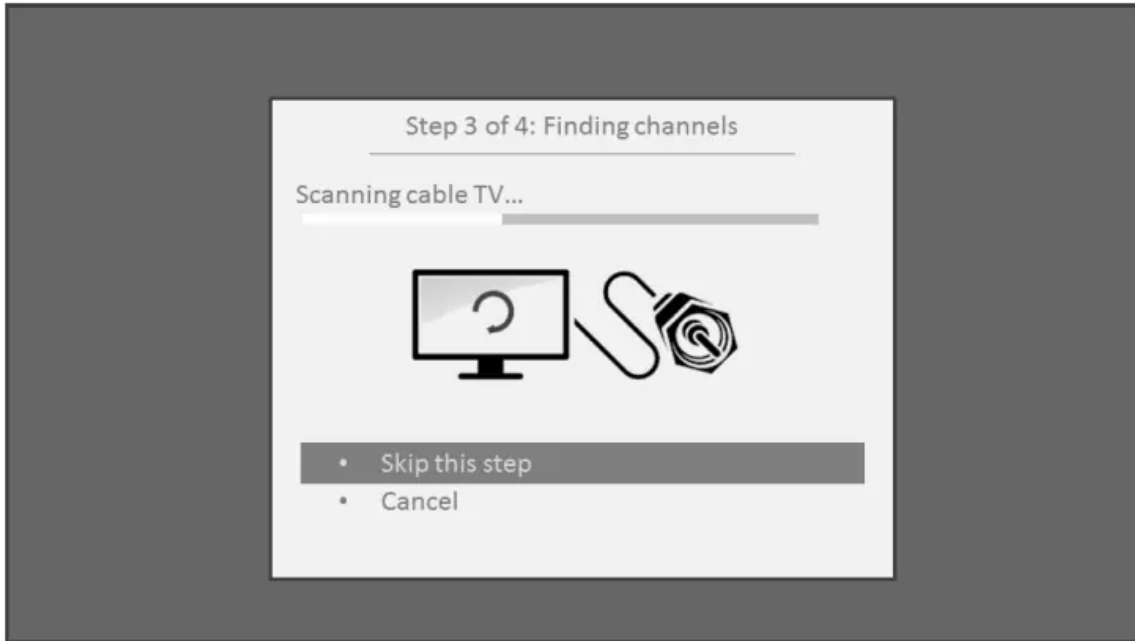 Step 3 of 4: Finding channels
Scanning cable TV...
• Skip this step
• Cancel